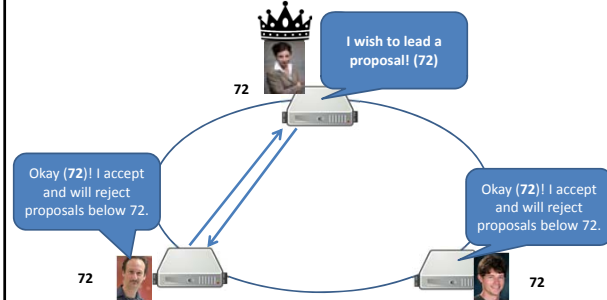 I wish to lead a
proposal! (72)
72
Okay (72)! I accept
and will reject
proposals below 72.
Okay (72)! I accept
and will reject
proposals below 72.
72
72